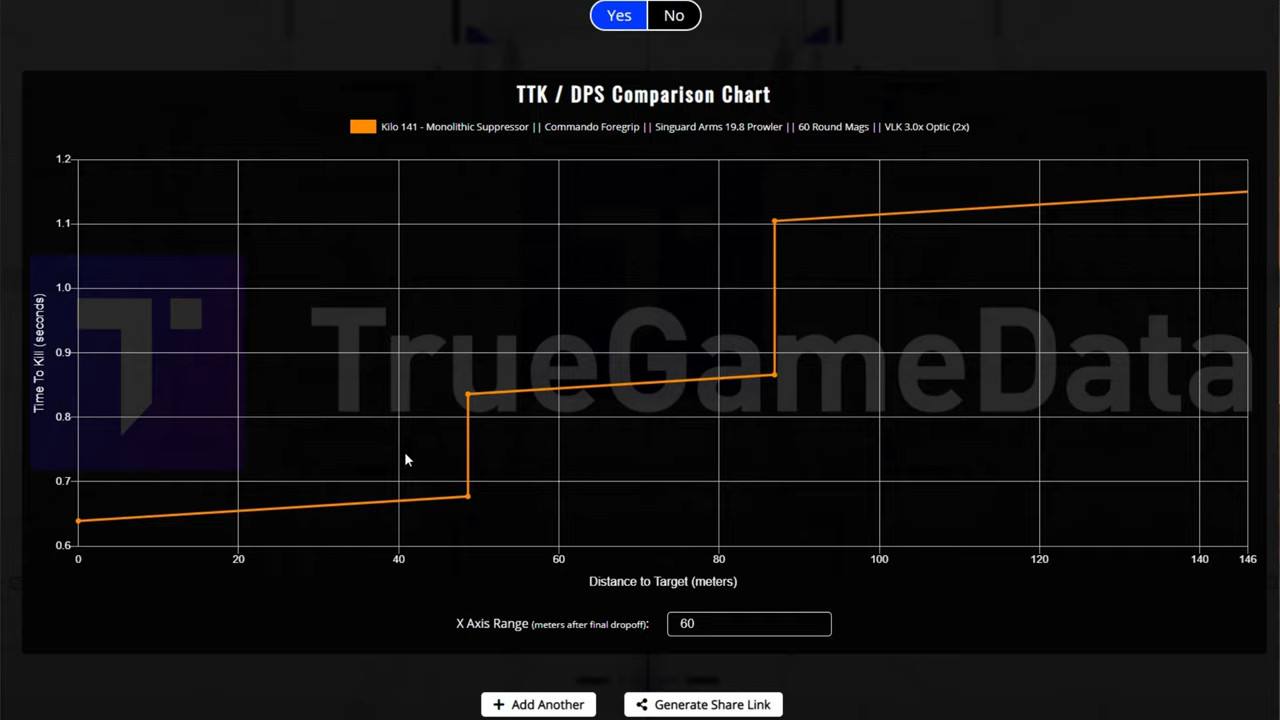 Yes No
TTK / DPS Comparison Chart
Kilo 141 - Monolithic Suppressor || Commando Foregrip || Singuard Arms 19.8 Prowler || 60 Round Mags || VLK 3.0x Optic (2x)
1.2
1.1
1.0
0.9
0.8
0.7
0.6
Time To Kill (seconds)
TrueGameData
0 20 40 60 80 100 120 140 146
Distance to Target (meters)
X Axis Range (meters after final dropoff): 60
+ Add Another Generate Share Link